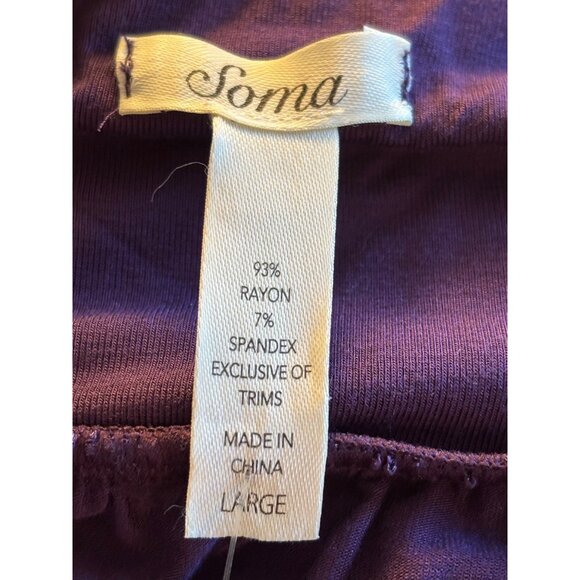 Soma
93%
RAYON
7%
SPANDEX
EXCLUSIVE OF
TRIMS
MADE IN
CHINA
LARGE